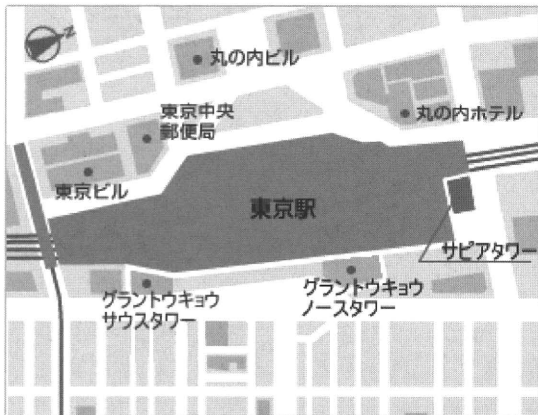 N
丸の内ビル
東京中央
郵便局
丸の内ホテル
東京ビル
東京駅
サピアタワー
グラントウキョウ
サウスタワー
グラントウキョウ
ノースタワー